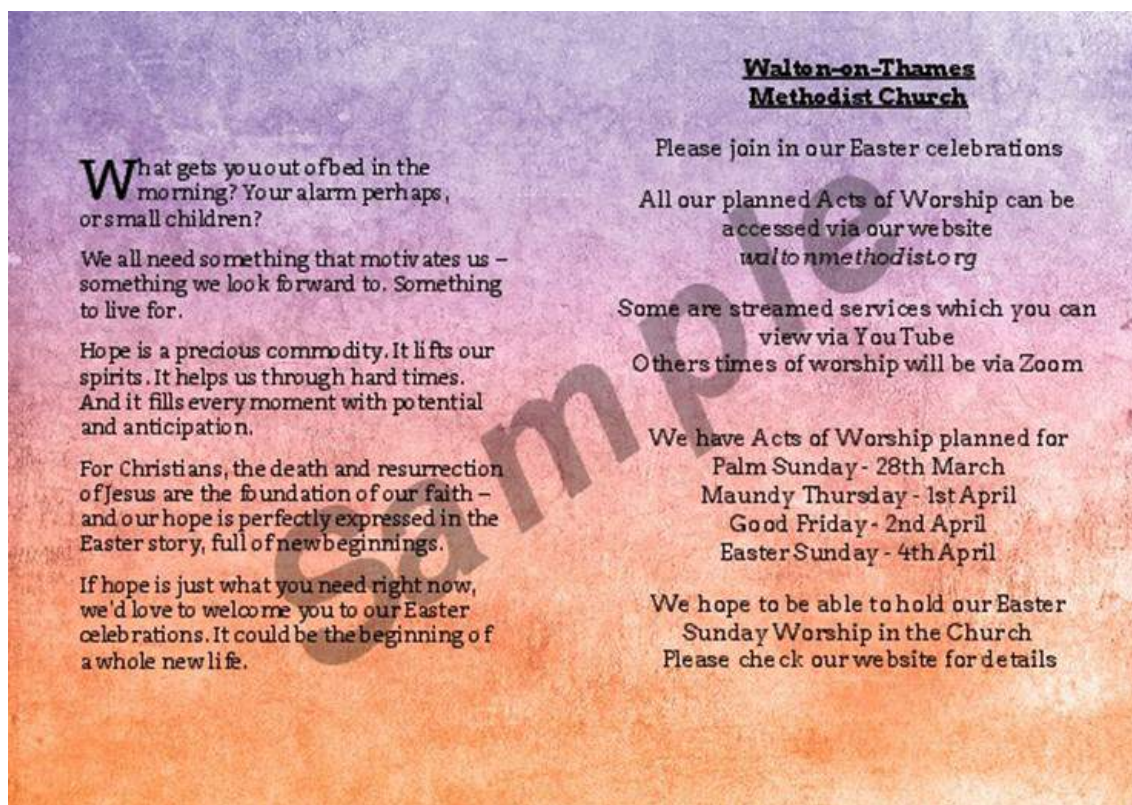 What gets you out of bed in the
morning? Your alarm perhaps,
or small children?
We all need something that motivates us –
something we look forward to. Something
to live for.
Hope is a precious commodity. It lifts our
spirits. It helps us through hard times.
And it fills every moment with potential
and anticipation.
For Christians, the death and resurrection
of Jesus are the foundation of our faith –
and our hope is perfectly expressed in the
Easter story, full of new beginnings.
If hope is just what you need right now,
we'd love to welcome you to our Easter
celebrations. It could be the beginning of
a whole new life.
Walton-on-Thames
Methodist Church
Please join in our Easter celebrations
All our planned Acts of Worship can be
accessed via our website
waltonmethodist.org
Some are streamed services which you can
view via YouTube
Others times of worship will be via Zoom
We have Acts of Worship planned for
Palm Sunday - 28th March
Maundy Thursday - 1st April
Good Friday - 2nd April
Easter Sunday - 4th April
We hope to be able to hold our Easter
Sunday Worship in the Church
Please check our website for details
Sample